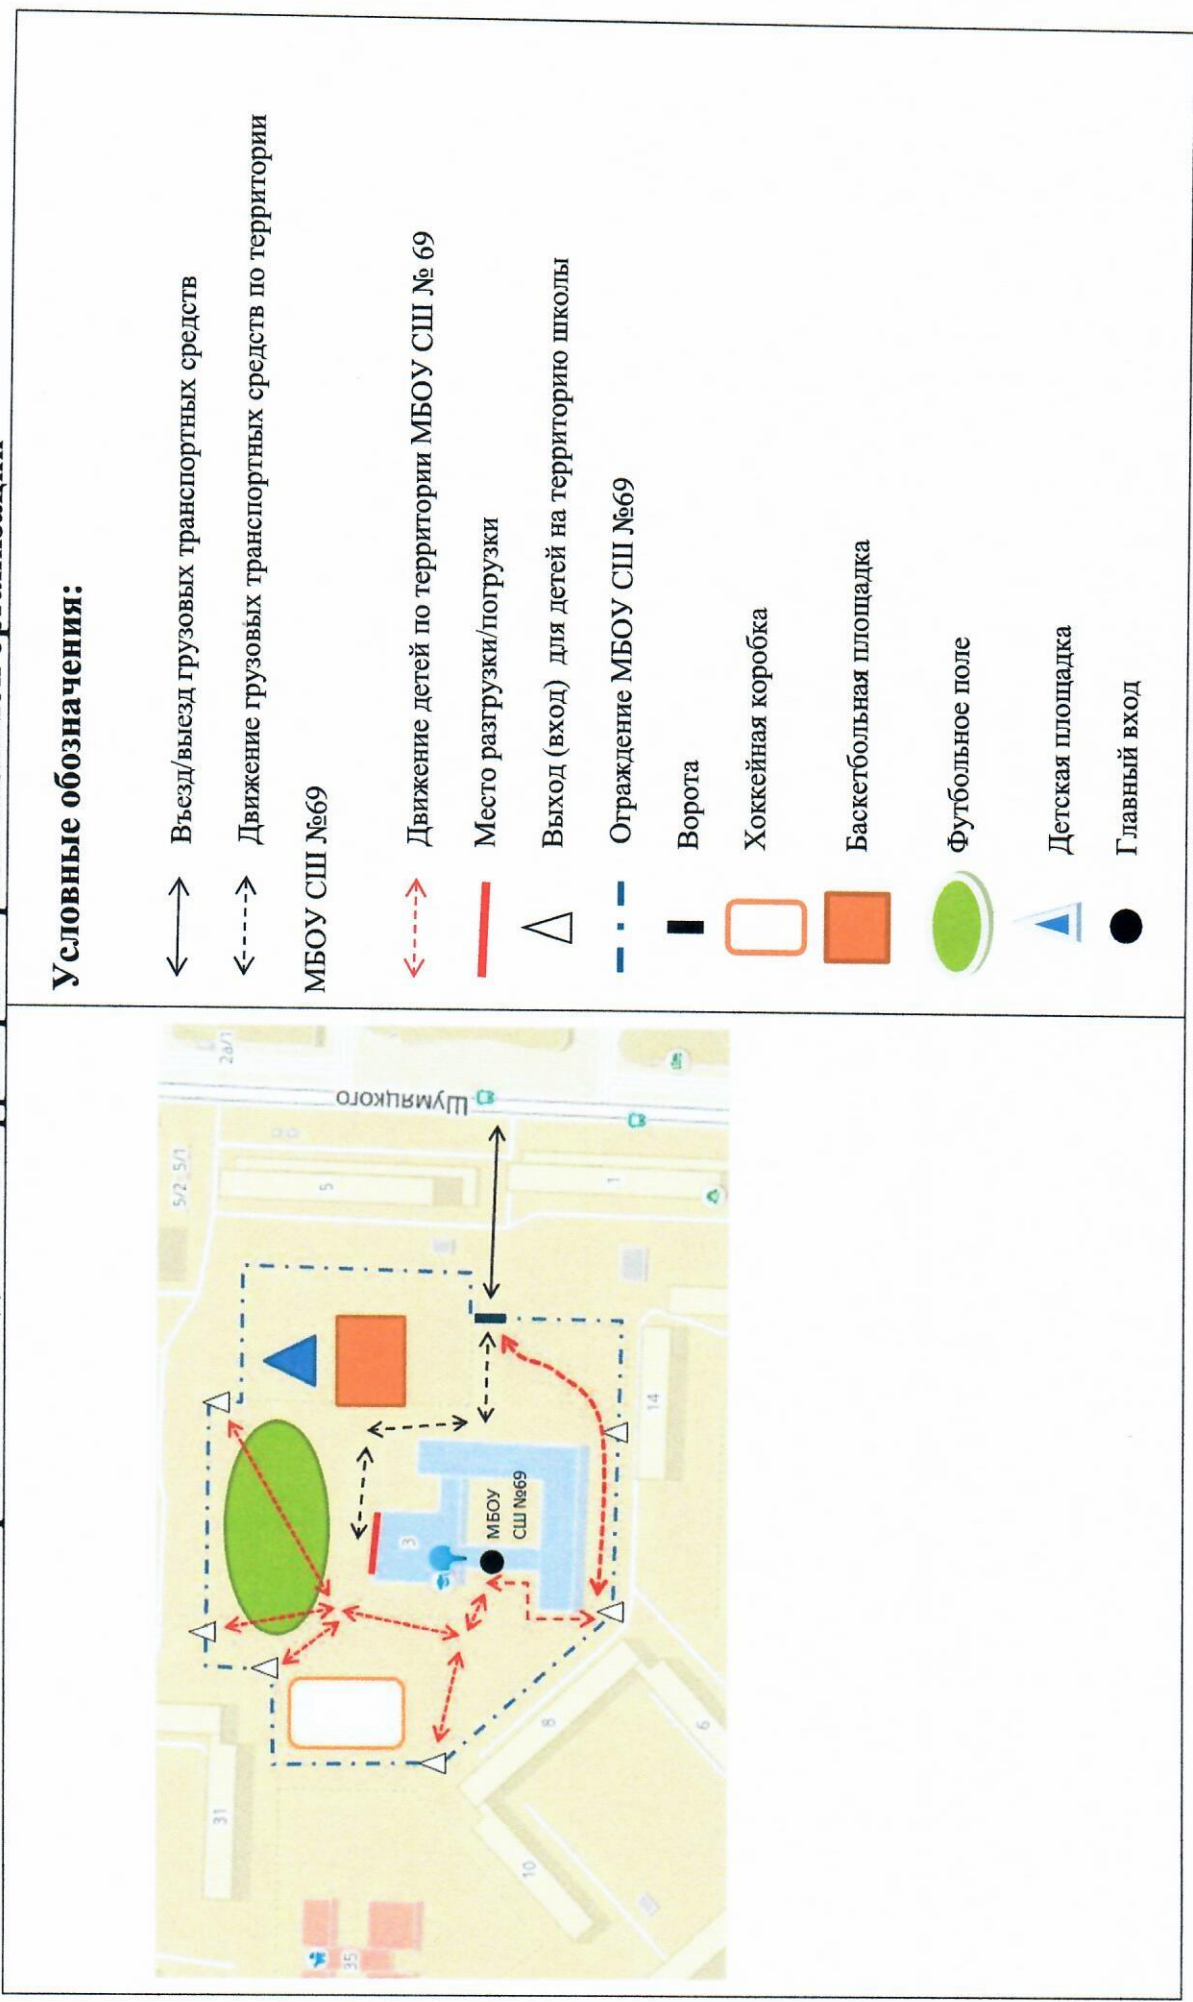 Условные обозначения:
Въезд/выезд грузовых транспортных средств
Движение грузовых транспортных средств по территории
МБОУ СШ №69
Движение детей по территории МБОУ СШ № 69
Место разгрузки/погрузки
Выход (вход) для детей на территорию школы
Ограждение МБОУ СШ №69
Ворота
Хоккейная коробка
Баскетбольная площадка
Футбольное поле
Детская площадка
Главный вход
31
35
10
8
6
3
МБОУ
СШ №69
14
5/2
5/1
5
1
2а/1
Шумяцкого